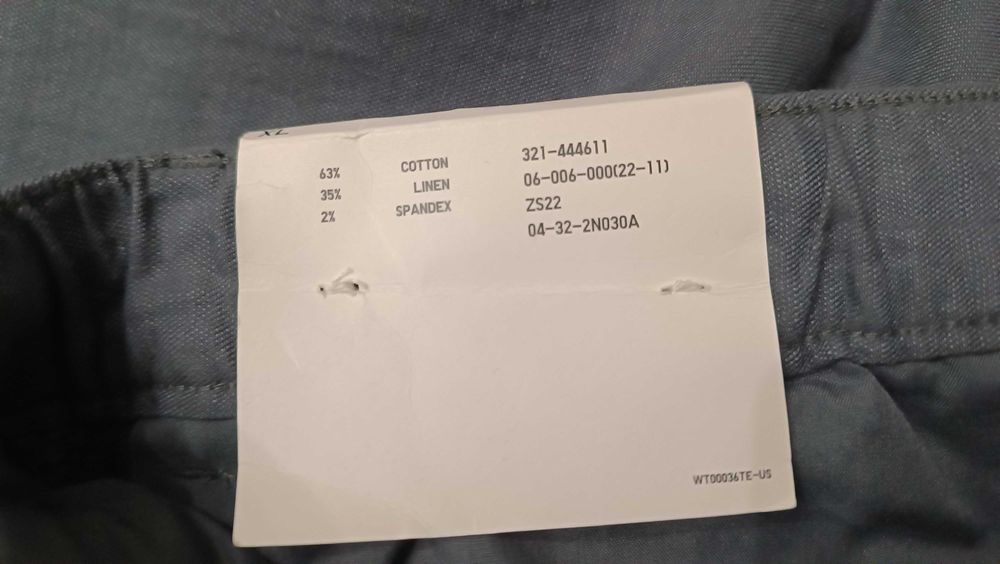 XL
63% COTTON
35% LINEN
2% SPANDEX
321-444611
06-006-000(22-11)
ZS22
04-32-2N030A
WT00036TE-US